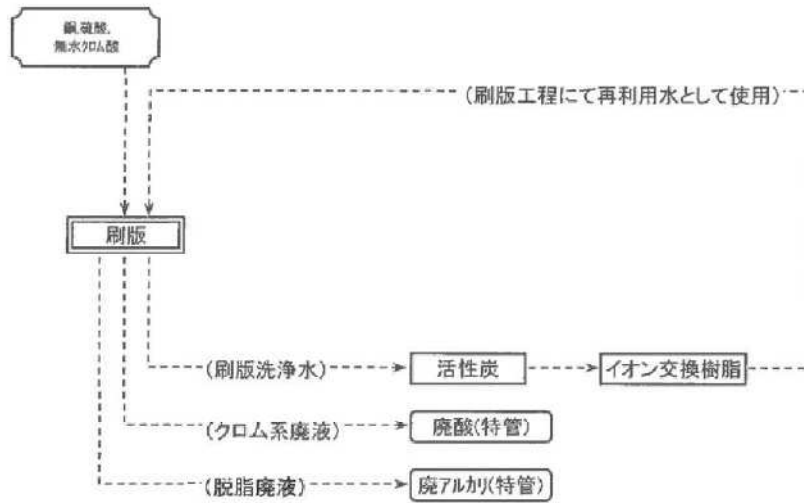 銅,硫酸,
無水クロム酸
(刷版工程にて再利用水として使用)
刷版
(刷版洗浄水)
活性炭
イオン交換樹脂
(クロム系廃液)
廃酸(特管)
(脱脂廃液)
廃アルカリ(特管)